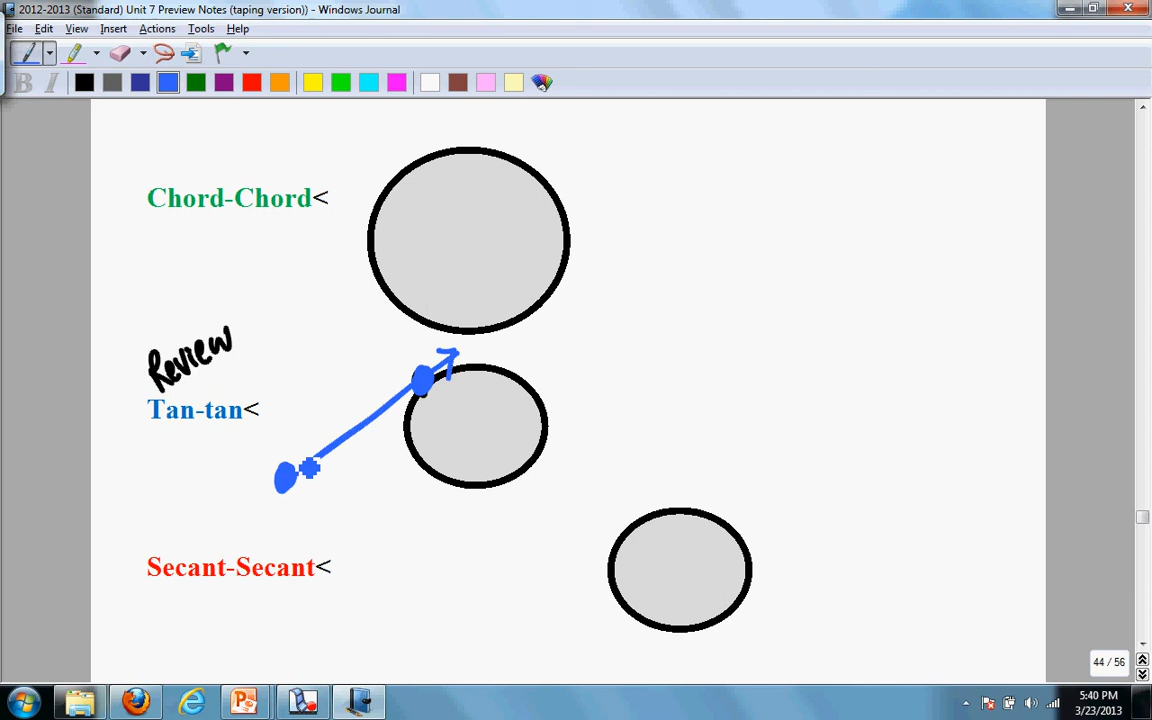 2012-2013 (Standard) Unit 7 Preview Notes (taping version)) - Windows Journal
File Edit View Insert Actions Tools Help
B I
Chord-Chord<
Review
Tan-tan<
Secant-Secant<
44 / 56
5:40 PM
3/23/2013